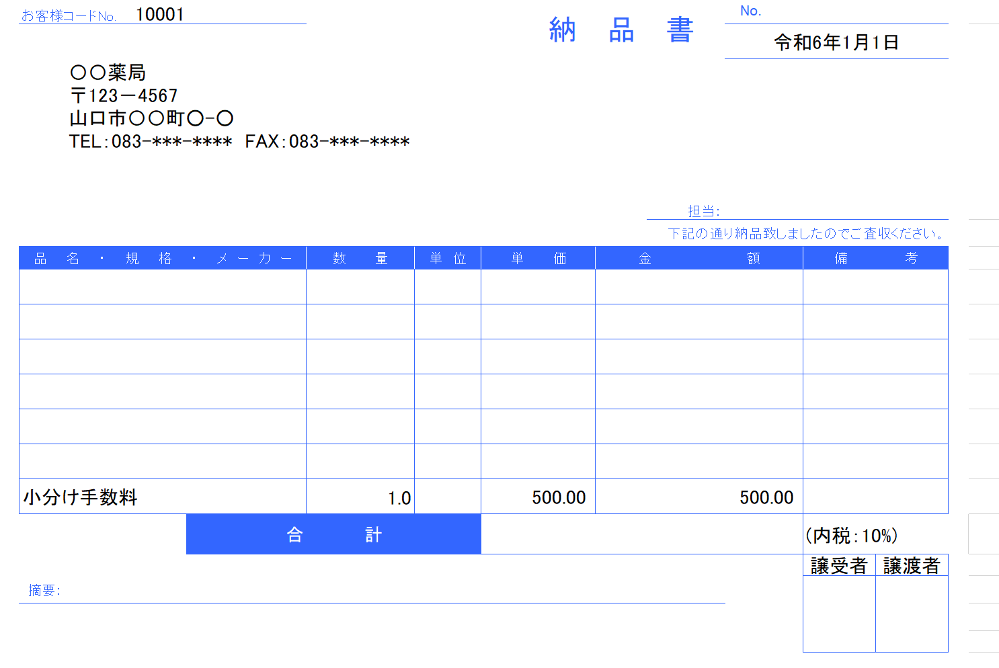 お客様コードNo. 10001
納 品 書
No.
令和6年1月1日
〇〇薬局
〒123－4567
山口市〇〇町〇-〇
TEL：083-***-**** FAX：083-***-****
担当：
下記の通り納品致しましたのでご査収ください。
品 名 ・ 規 格 ・ メ ー カ ー 数 量 単 位 単 価 金 額 備 考
小分け手数料 1.0 500.00 500.00
合 計 (内税：10%)
譲受者 譲渡者
摘要：